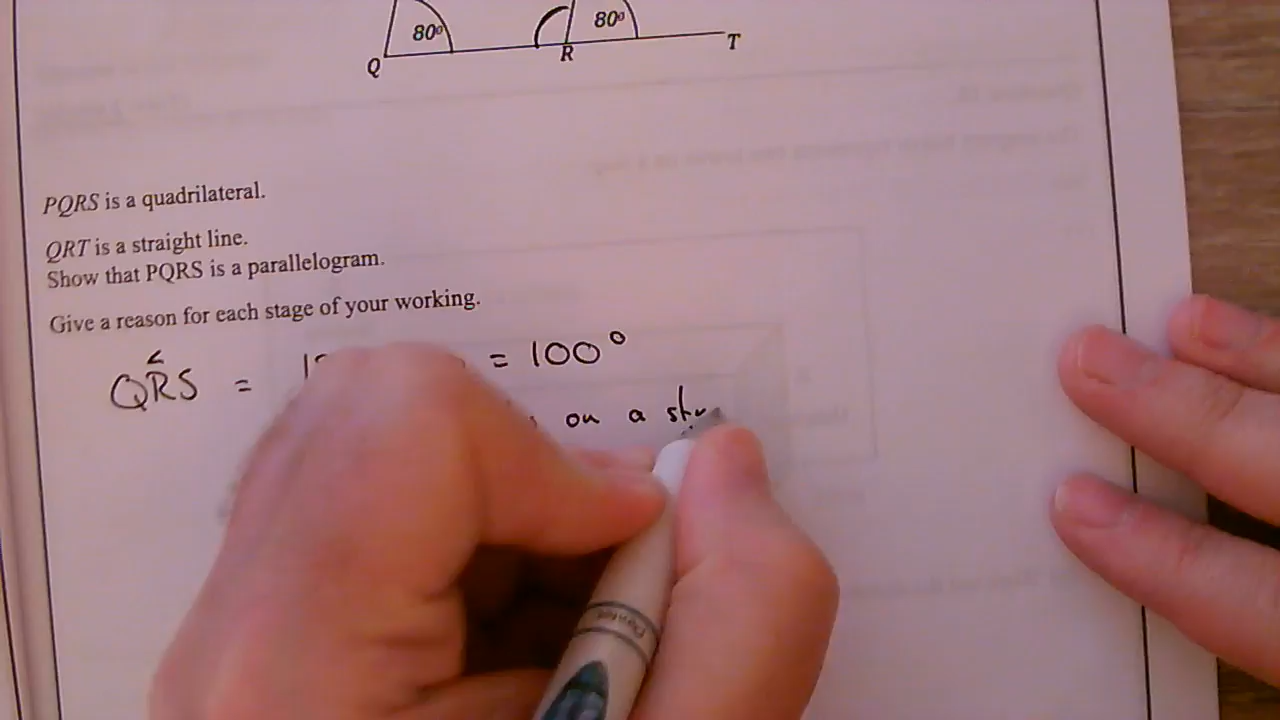 80° 80°
Q R T
PQRS is a quadrilateral.
QRT is a straight line.
Show that PQRS is a parallelogram.
Give a reason for each stage of your working.
QRS = = 100°
on a